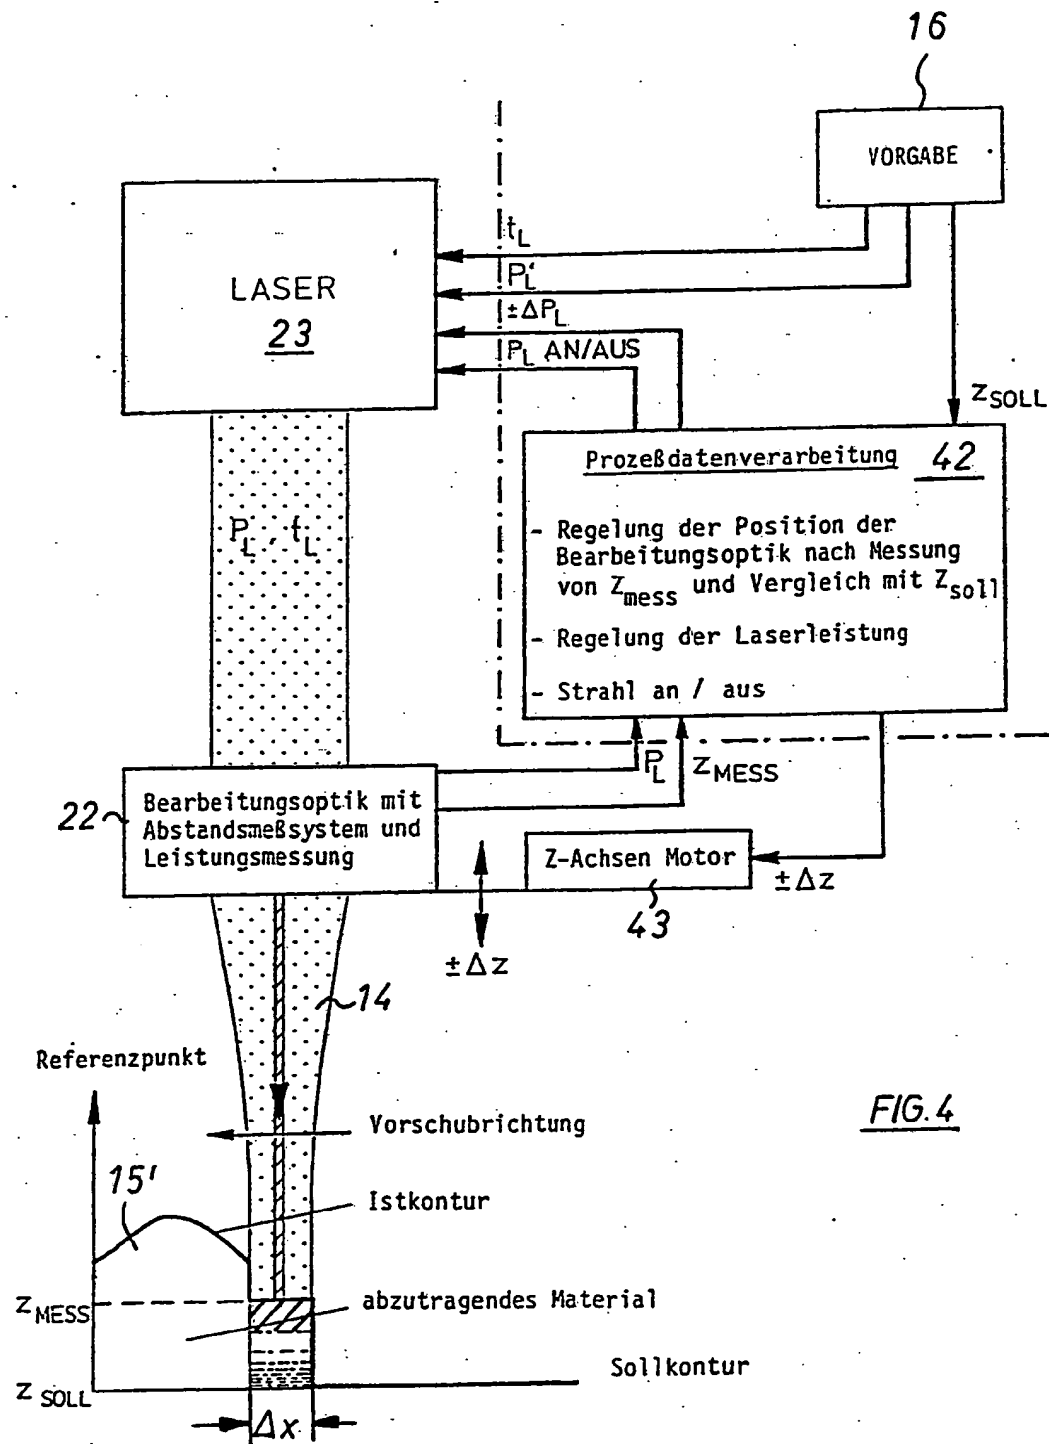 16
VORGABE
t_L
P_L'
LASER
23
±ΔP_L
P_L AN/AUS
z_SOLL
Prozeßdatenverarbeitung
42
- Regelung der Position der
Bearbeitungsoptik nach Messung
von Z_mess und Vergleich mit Z_soll
- Regelung der Laserleistung
- Strahl an / aus
P_L, t_L
P_L
z_MESS
22
Bearbeitungsoptik mit
Abstandsmeßsystem und
Leistungsmessung
Z-Achsen Motor
±Δz
43
±Δz
14
Referenzpunkt
Vorschubrichtung
FIG. 4
15'
Istkontur
z_MESS
abzutragendes Material
Sollkontur
z_SOLL
Δx